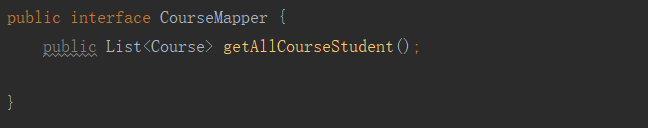 public interface CourseMapper {
    public List<Course> getAllCourseStudent();
}